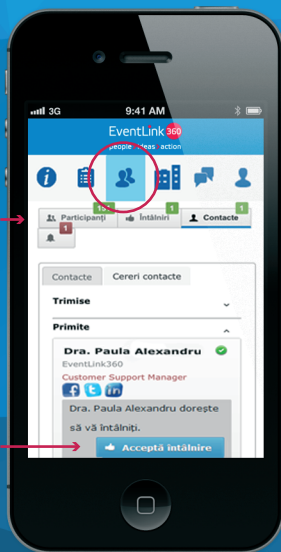 3G 9:41 AM
EventLink 360
people ideas action
1
1
Participanți Întâlniri Contacte
1
Contacte Cereri contacte
Trimise
Primite
Dra. Paula Alexandru
EventLink360
Customer Support Manager
Dra. Paula Alexandru dorește
să vă întâlniți.
Acceptă întâlnire